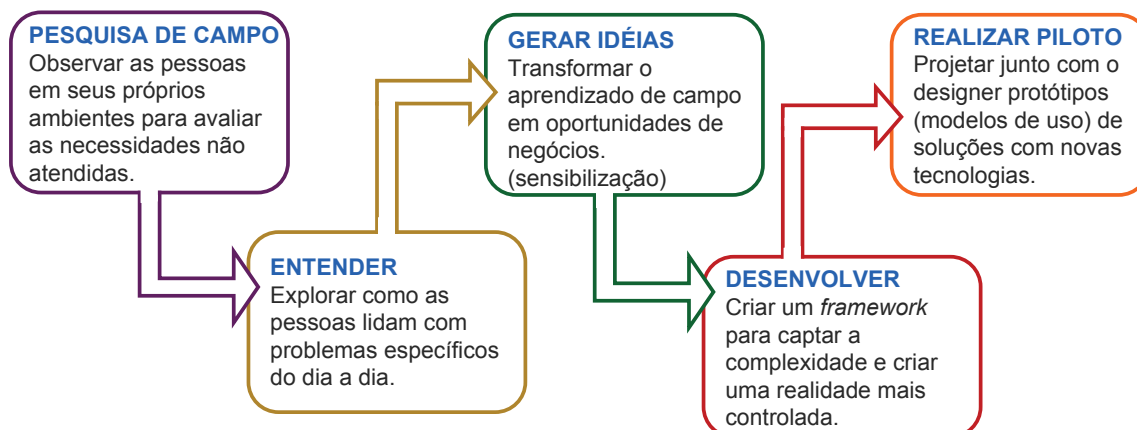 PESQUISA DE CAMPO
Observar as pessoas
em seus próprios
ambientes para avaliar
as necessidades não
atendidas.
ENTENDER
Explorar como as
pessoas lidam com
problemas específicos
do dia a dia.
GERAR IDÉIAS
Transformar o
aprendizado de campo
em oportunidades de
negócios.
(sensibilização)
DESENVOLVER
Criar um framework
para captar a
complexidade e criar
uma realidade mais
controlada.
REALIZAR PILOTO
Projetar junto com o
designer protótipos
(modelos de uso) de
soluções com novas
tecnologias.